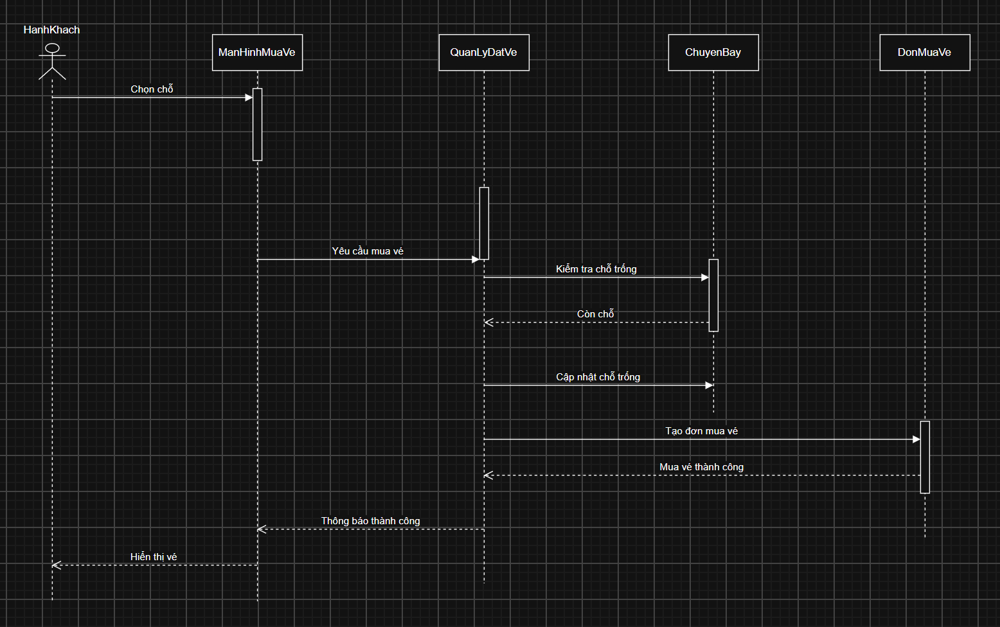 HanhKhach
ManHinhMuaVe
QuanLyDatVe
ChuyenBay
DonMuaVe
Chọn chỗ
Yêu cầu mua vé
Kiểm tra chỗ trống
Còn chỗ
Cập nhật chỗ trống
Tạo đơn mua vé
Mua vé thành công
Thông báo thành công
Hiển thị vé